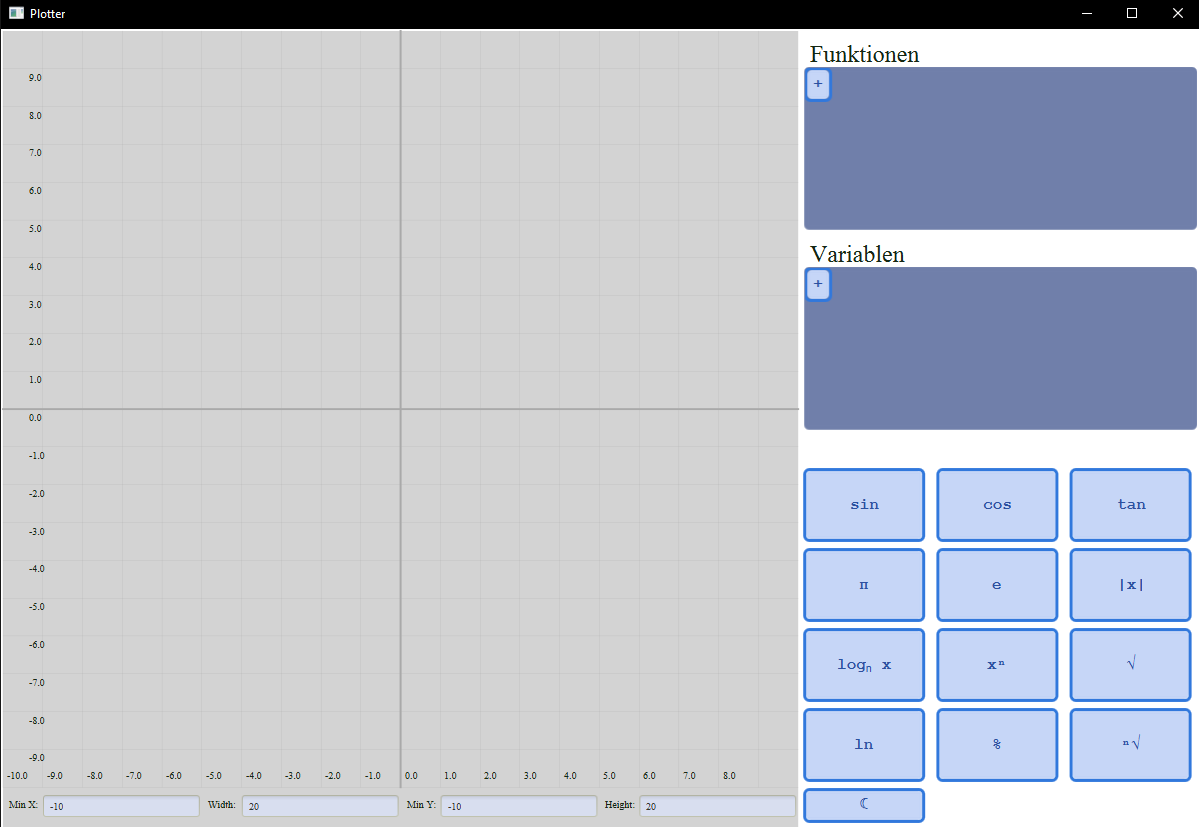 Plotter
Funktionen
+
Variablen
+
9.0
8.0
7.0
6.0
5.0
4.0
3.0
2.0
1.0
0.0
-1.0
-2.0
-3.0
-4.0
-5.0
-6.0
-7.0
-8.0
-9.0
-10.0 -9.0 -8.0 -7.0 -6.0 -5.0 -4.0 -3.0 -2.0 -1.0 0.0 1.0 2.0 3.0 4.0 5.0 6.0 7.0 8.0
Min X: -10 Width: 20 Min Y: -10 Height: 20
sin cos tan
π e |x|
logₙ x xⁿ √
ln % ⁿ√
☾